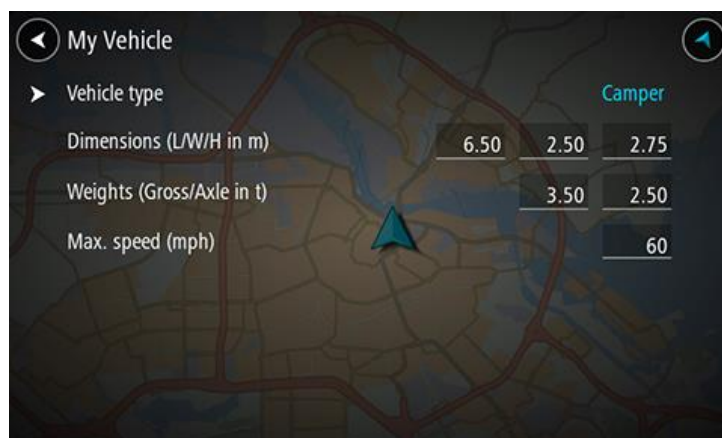 My Vehicle
Vehicle type Camper
Dimensions (L/W/H in m) 6.50 2.50 2.75
Weights (Gross/Axle in t) 3.50 2.50
Max. speed (mph) 60